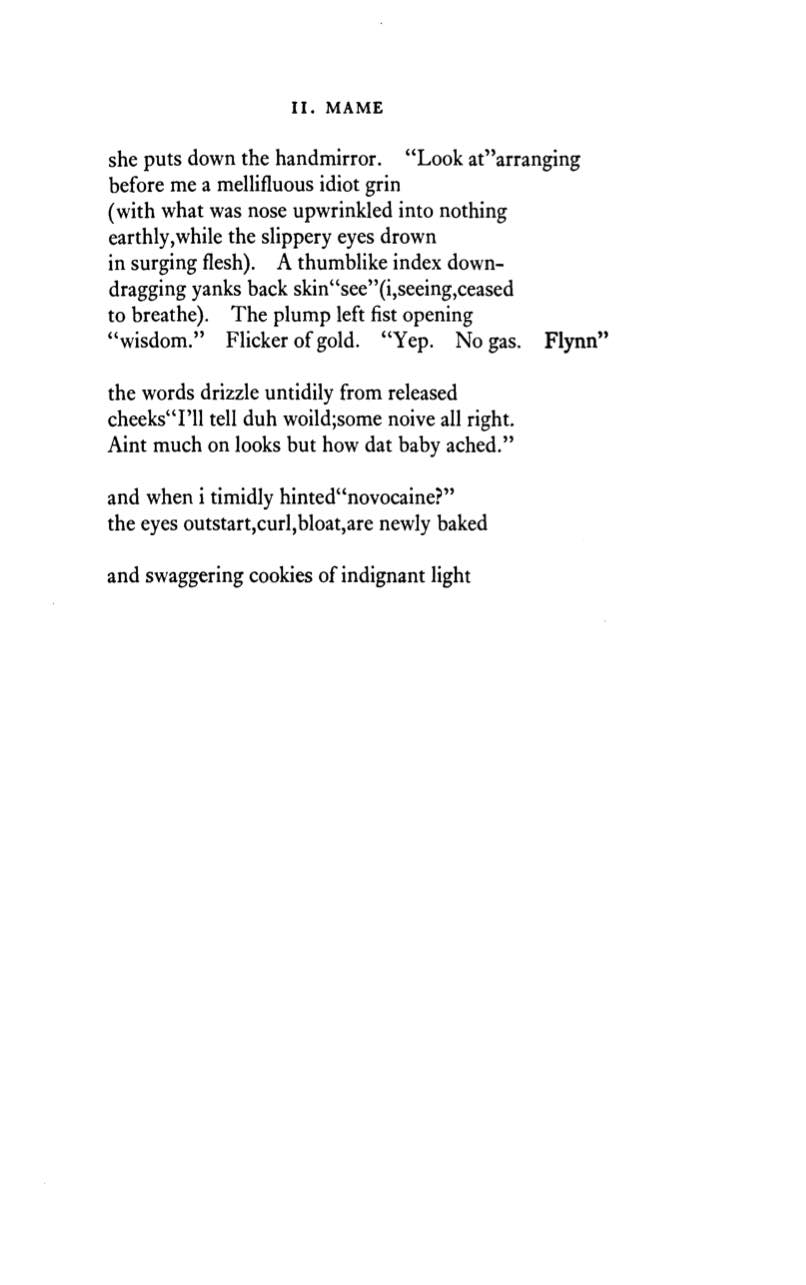 II. MAME
she puts down the handmirror. “Look at”arranging
before me a mellifluous idiot grin
(with what was nose upwrinkled into nothing
earthly,while the slippery eyes drown
in surging flesh). A thumblike index down-
dragging yanks back skin“see”(i,seeing,ceased
to breathe). The plump left fist opening
“wisdom.” Flicker of gold. “Yep. No gas. Flynn”
the words drizzle untidily from released
cheeks“I’ll tell duh woild;some noive all right.
Aint much on looks but how dat baby ached.”
and when i timidly hinted“novocaine?”
the eyes outstart,curl,bloat,are newly baked
and swaggering cookies of indignant light